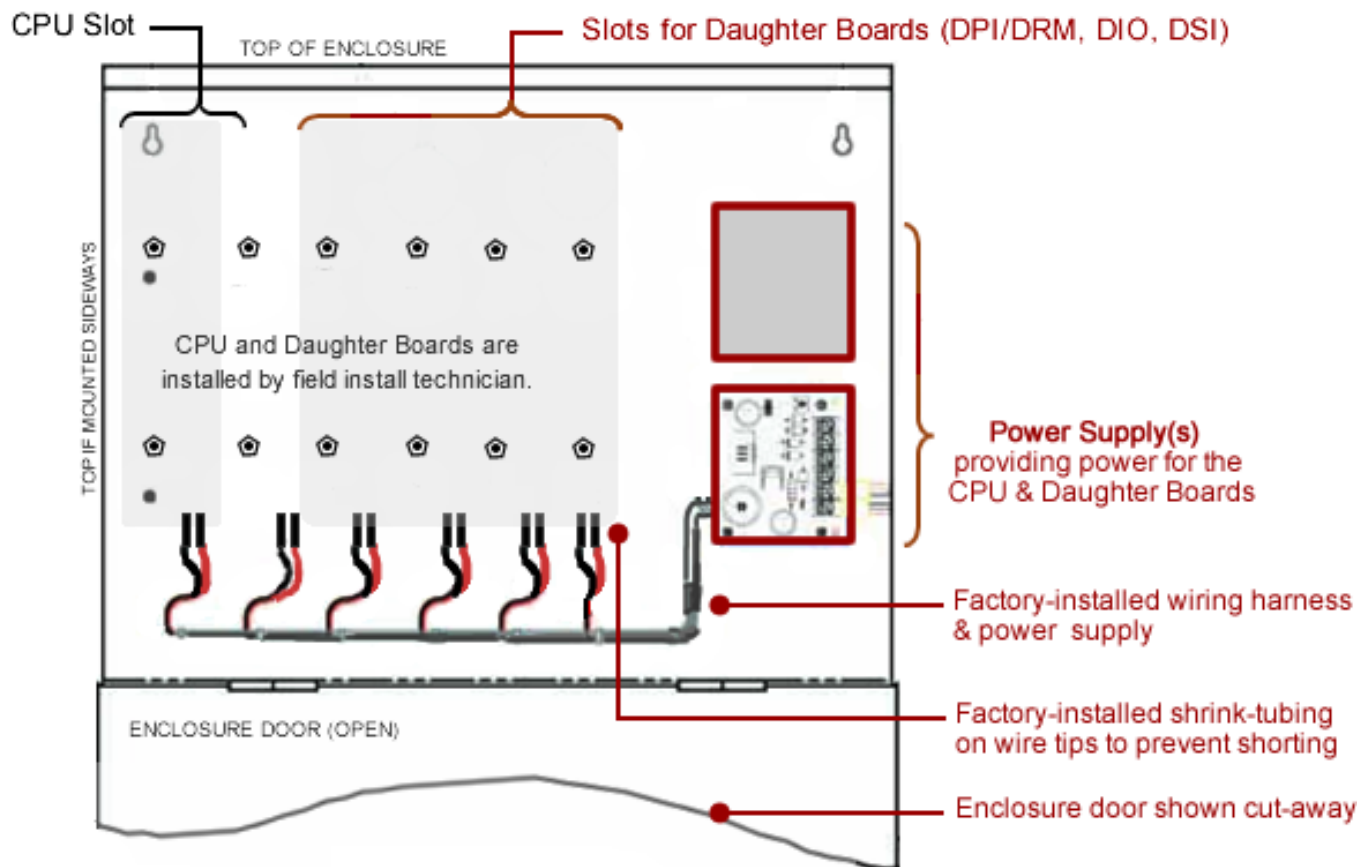 CPU Slot
Slots for Daughter Boards (DPI/DRM, DIO, DSI)
TOP OF ENCLOSURE
TOP IF MOUNTED SIDEWAYS
CPU and Daughter Boards are
installed by field install technician.
Power Supply(s)
providing power for the
CPU & Daughter Boards
Factory-installed wiring harness
& power supply
Factory-installed shrink-tubing
on wire tips to prevent shorting
ENCLOSURE DOOR (OPEN)
Enclosure door shown cut-away